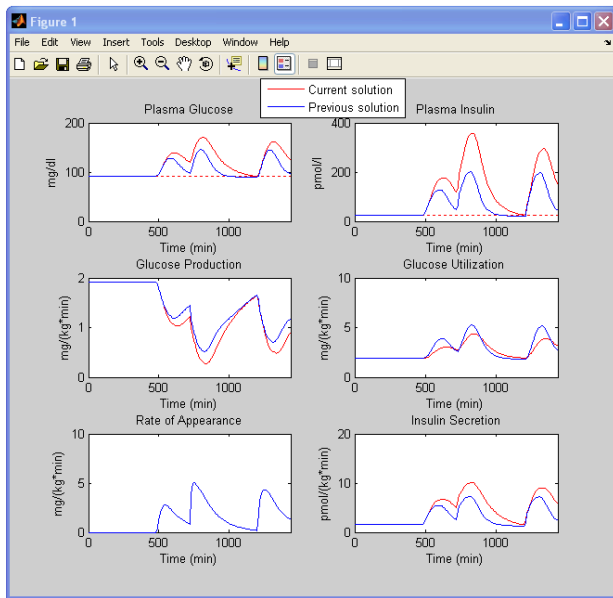 Figure 1
File Edit View Insert Tools Desktop Window Help
Current solution
Previous solution
Plasma Glucose
200
100
0
mg/dl
0 500 1000
Time (min)
Plasma Insulin
400
200
0
pmol/l
0 500 1000
Time (min)
Glucose Production
2
1
0
mg/(kg*min)
0 500 1000
Time (min)
Glucose Utilization
10
5
0
mg/(kg*min)
0 500 1000
Time (min)
Rate of Appearance
10
5
0
mg/(kg*min)
0 500 1000
Time (min)
Insulin Secretion
20
10
0
pmol/(kg*min)
0 500 1000
Time (min)